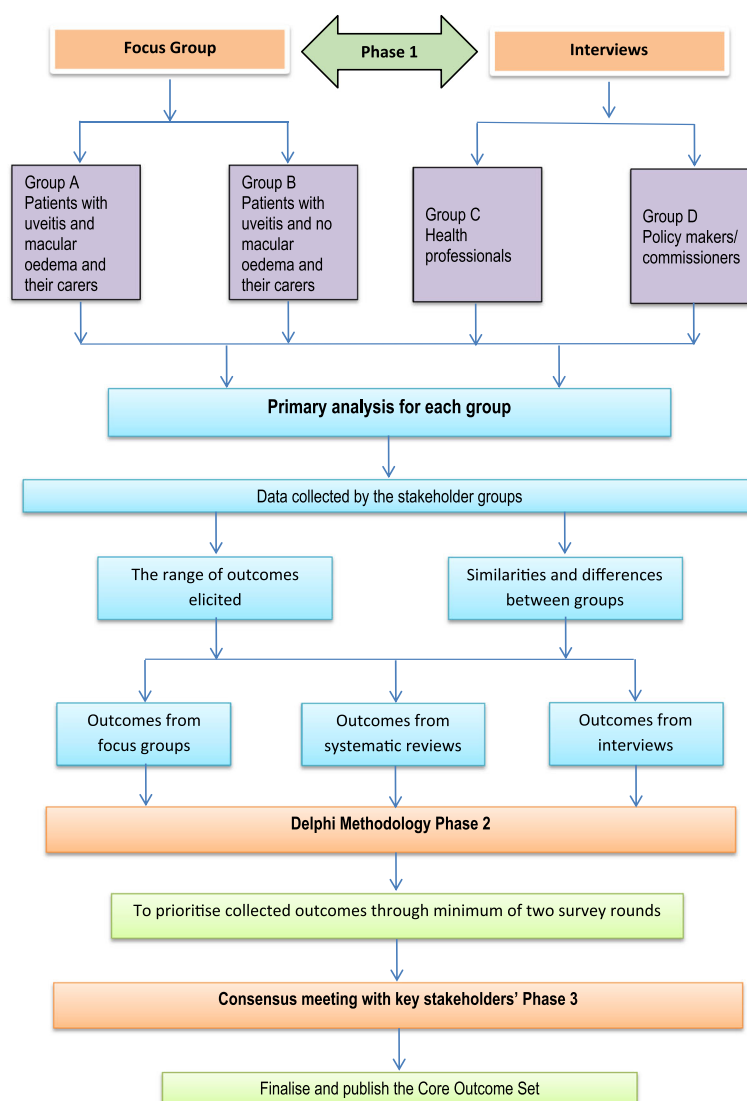 Focus Group
Phase 1
Interviews
Group A
Patients with
uveitis and
macular
oedema and
their carers
Group B
Patients with
uveitis and no
macular
oedema and
their carers
Group C
Health
professionals
Group D
Policy makers/
commissioners
Primary analysis for each group
Data collected by the stakeholder groups
The range of outcomes
elicited
Similarities and differences
between groups
Outcomes from
focus groups
Outcomes from
systematic reviews
Outcomes from
interviews
Delphi Methodology Phase 2
To prioritise collected outcomes through minimum of two survey rounds
Consensus meeting with key stakeholders' Phase 3
Finalise and publish the Core Outcome Set